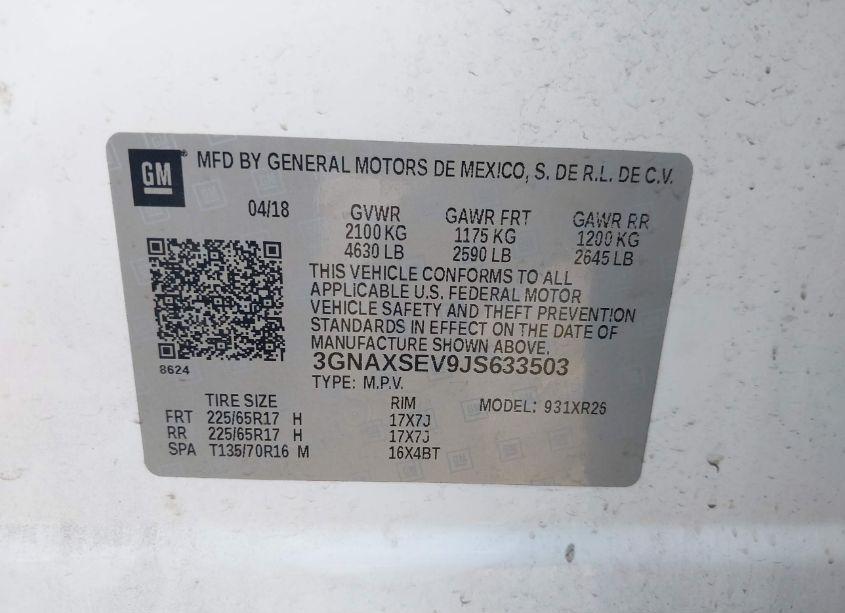 GM MFD BY GENERAL MOTORS DE MEXICO, S. DE R.L. DE C.V.
04/18 GVWR GAWR FRT GAWR RR
2100 KG 1175 KG 1200 KG
4630 LB 2590 LB 2645 LB
THIS VEHICLE CONFORMS TO ALL
APPLICABLE U.S. FEDERAL MOTOR
VEHICLE SAFETY AND THEFT PREVENTION
STANDARDS IN EFFECT ON THE DATE OF
MANUFACTURE SHOWN ABOVE.
8624 3GNAXSEV9JS633503
TYPE: M.P.V.
TIRE SIZE RIM MODEL: 931XR26
FRT 225/65R17 H 17X7J
RR 225/65R17 H 17X7J
SPA T135/70R16 M 16X4BT